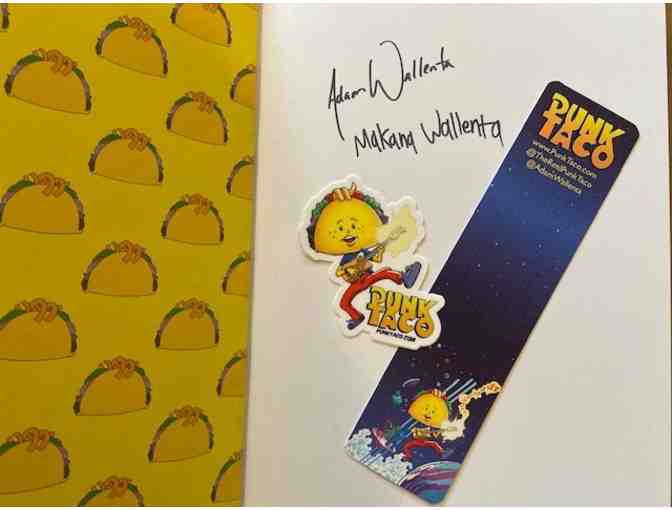 Adam Wallenta
Makana Wallenta
PUNK
TACO
www.PunkTaco.com
@TheRealPunkTaco
@AdamWallenta
PUNK
TACO
PUNKTACO.COM